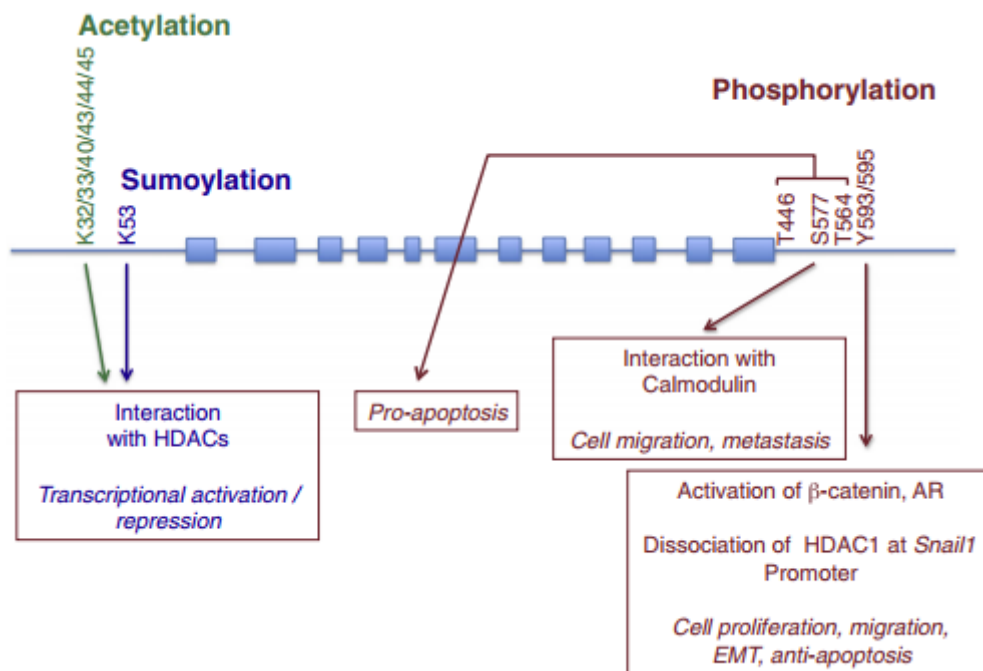 Acetylation
K32/33/40/43/44/45
Sumoylation
K53
Phosphorylation
T446
S577
T564
Y593/595
Interaction
with HDACs
Transcriptional activation /
repression
Pro-apoptosis
Interaction with
Calmodulin
Cell migration, metastasis
Activation of β-catenin, AR
Dissociation of HDAC1 at Snail1
Promoter
Cell proliferation, migration,
EMT, anti-apoptosis